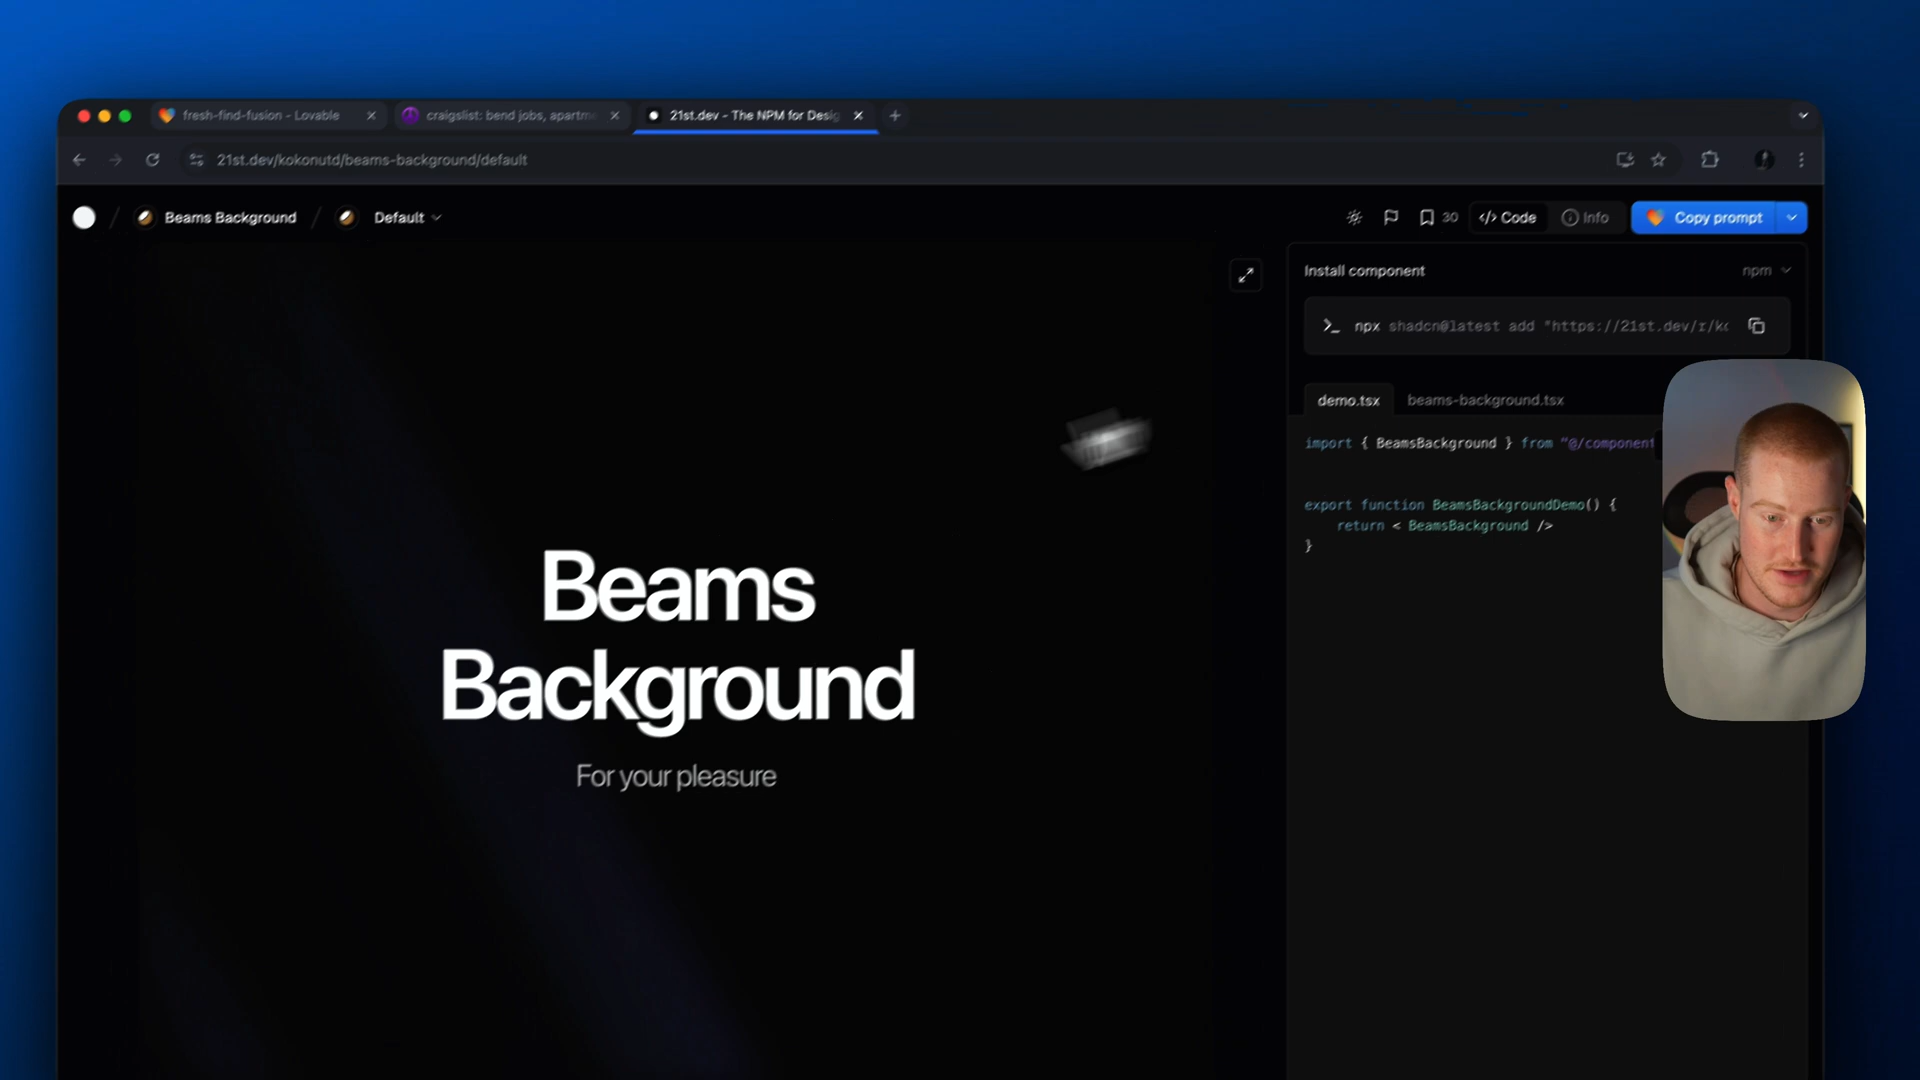 fresh-find-fusion - Lovable
craigslist: bend jobs, apartme
21st.dev - The NPM for Desig
21st.dev/kokonutd/beams-background/default
/ Beams Background / Default
30
</> Code
Info
Copy prompt
Install component
npm
>_ npx shadcn@latest add "https://21st.dev/r/kc
demo.tsx
beams-background.tsx
import { BeamsBackground } from "@/component
export function BeamsBackgroundDemo() {
return < BeamsBackground />
}
Beams
Background
For your pleasure